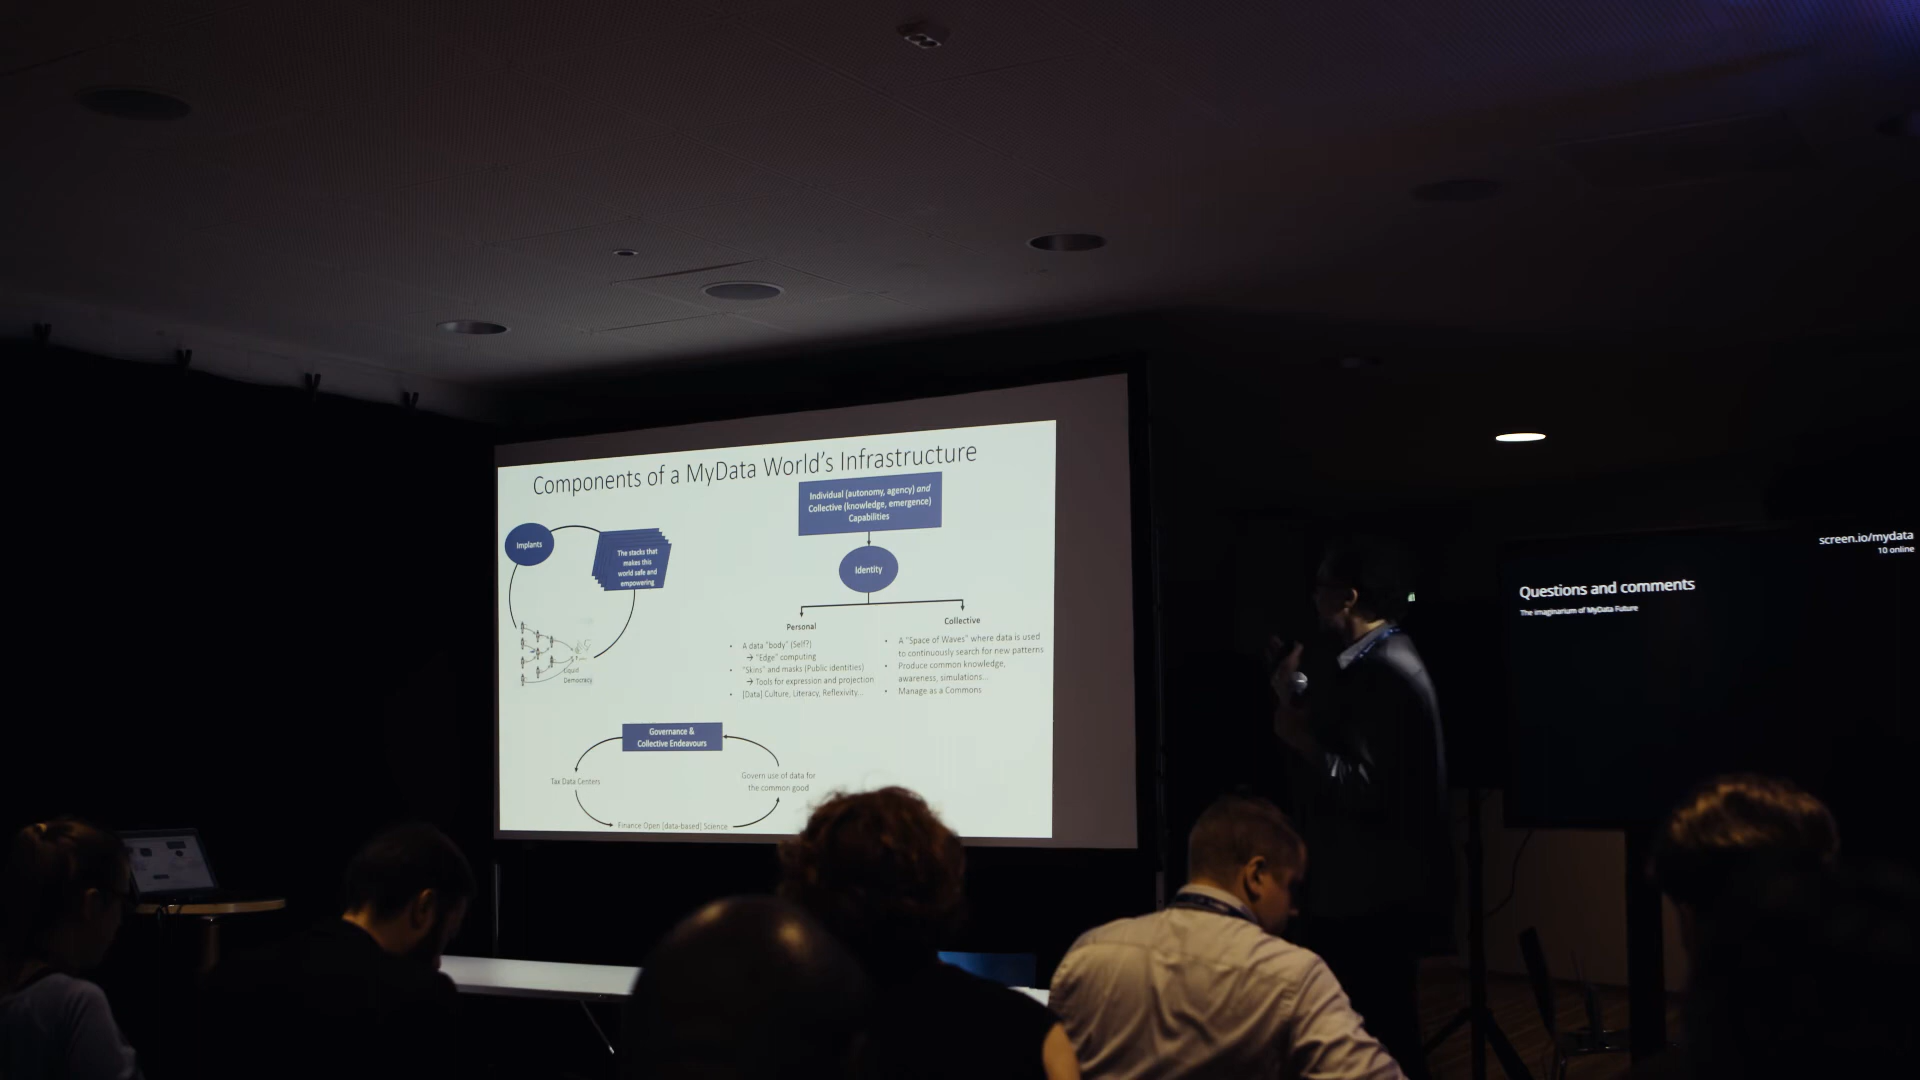 Components of a MyData World's Infrastructure
Implants
The stacks that
makes this
world safe and
empowering
Liquid
Democracy
Individual (autonomy, agency) and
Collective (knowledge, emergence)
Capabilities
Identity
Personal
• A data "body" (Self?)
→ "Edge" computing
• "Skins" and masks (Public identities)
→ Tools for expression and projection
• [Data] Culture, Literacy, Reflexivity...
Collective
• A "Space of Waves" where data is used
to continuously search for new patterns
• Produce common knowledge,
awareness, simulations...
• Manage as a Commons
Governance &
Collective Endeavours
Tax Data Centers
Govern use of data for
the common good
Finance Open [data-based] Science
screen.io/mydata
10 online
Questions and comments
The imaginarium of MyData Future